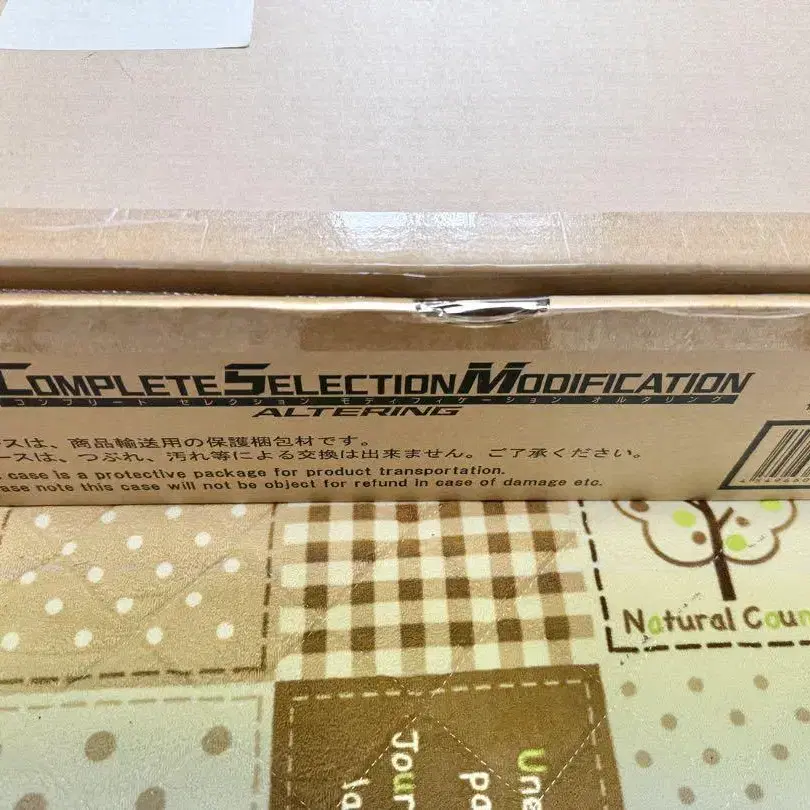 COMPLETE SELECTION MODIFICATION
コンプリート セレクション モディフィケーション オルタリング
ALTERING
スは、商品輸送用の保護梱包材です。
ースは、つぶれ、汚れ等による交換は出来ません。ご了承ください。
case is a protective package for product transportation.
ase note this case will not be object for refund in case of damage etc.
Natural Coun
Une
po
Jour